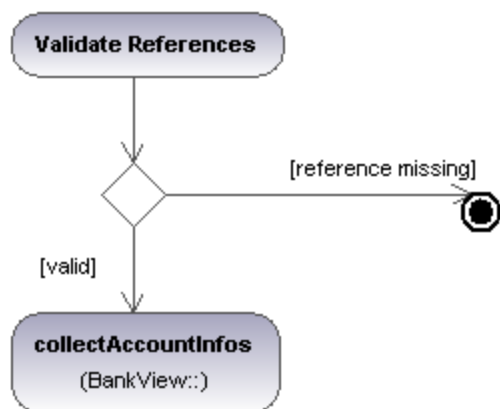 Validate References
[reference missing]
[valid]
collectAccountInfos
(BankView::)